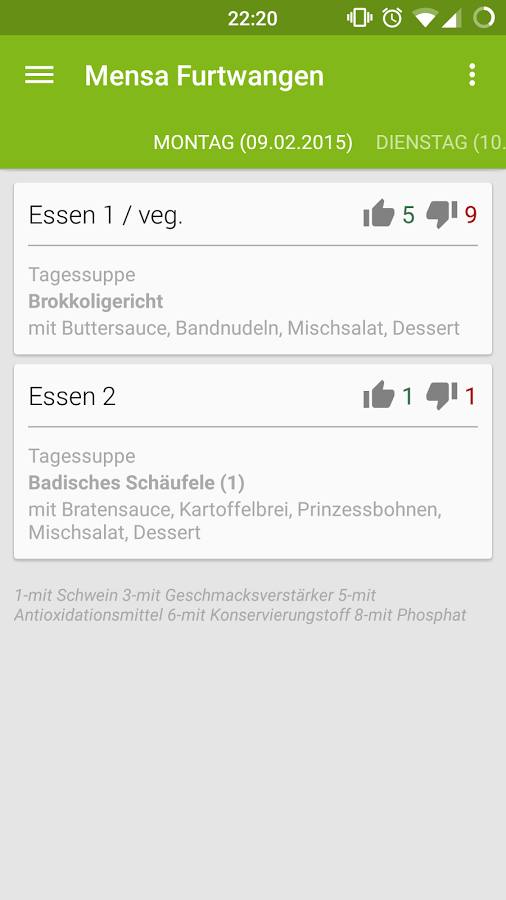 22:20
Mensa Furtwangen
MONTAG (09.02.2015) DIENSTAG (10.
Essen 1 / veg. 5 9
Tagessuppe
Brokkoligericht
mit Buttersauce, Bandnudeln, Mischsalat, Dessert
Essen 2 1 1
Tagessuppe
Badisches Schäufele (1)
mit Bratensauce, Kartoffelbrei, Prinzessbohnen,
Mischsalat, Dessert
1-mit Schwein 3-mit Geschmacksverstärker 5-mit
Antioxidationsmittel 6-mit Konservierungstoff 8-mit Phosphat